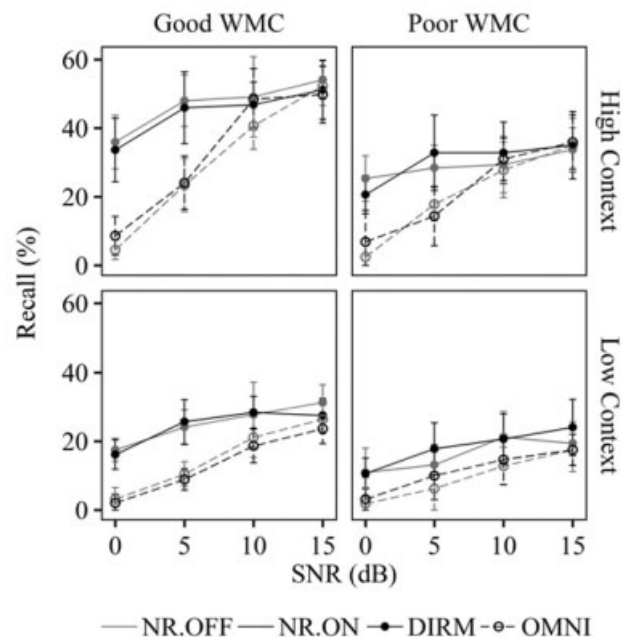 Good WMC Poor WMC
60
40
20
0
High Context
Recall (%)
60
40
20
0
Low Context
0 5 10 15 0 5 10 15
SNR (dB)
NR.OFF NR.ON DIRM OMNI